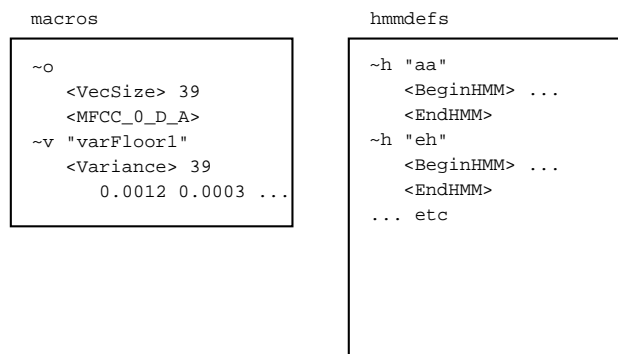 macros
~o
<VecSize> 39
<MFCC_0_D_A>
~v "varFloor1"
<Variance> 39
0.0012 0.0003 ...
hmmdefs
~h "aa"
<BeginHMM> ...
<EndHMM>
~h "eh"
<BeginHMM> ...
<EndHMM>
... etc